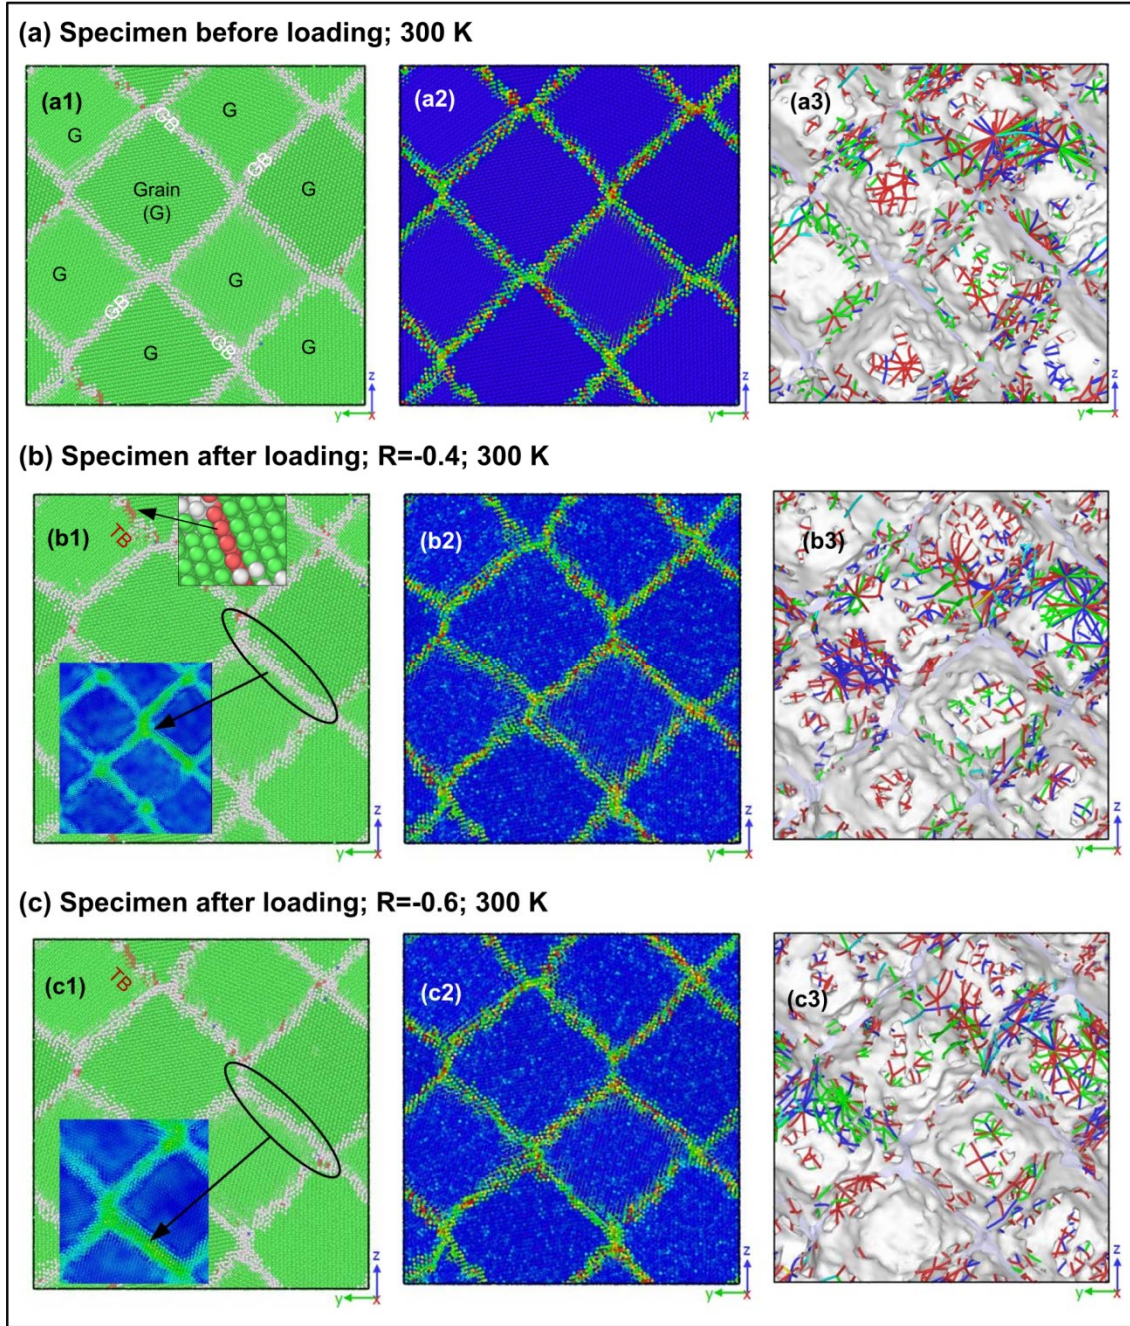 (a) Specimen before loading; 300 K
(a1)
G
G
GB
GB
Grain
(G)
G
G
G
GB
G
GB
G
z
y
x
(a2)
z
y
x
(a3)
z
y
x
(b) Specimen after loading; R=-0.4; 300 K
(b1)
TB
z
y
x
(b2)
z
y
x
(b3)
z
y
x
(c) Specimen after loading; R=-0.6; 300 K
(c1)
TB
z
y
x
(c2)
z
y
x
(c3)
z
y
x